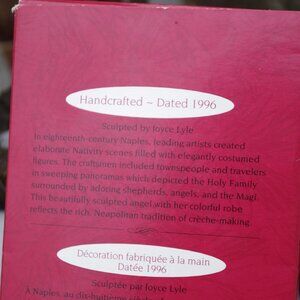 Handcrafted ~ Dated 1996
Sculpted by Joyce Lyle
In eighteenth-century Naples, leading artists created
elaborate Nativity scenes filled with elegantly costumed
figures. The craftsmen included townspeople and travelers
in sweeping panoramas which depicted the Holy Family
surrounded by adoring shepherds, angels, and the Magi.
This beautifully sculpted angel with her colorful robe
reflects the rich, Neapolitan tradition of crèche-making.
Décoration fabriquée à la main
Datée 1996
Sculptée par Joyce Lyle
A Naples, au dix-huitième